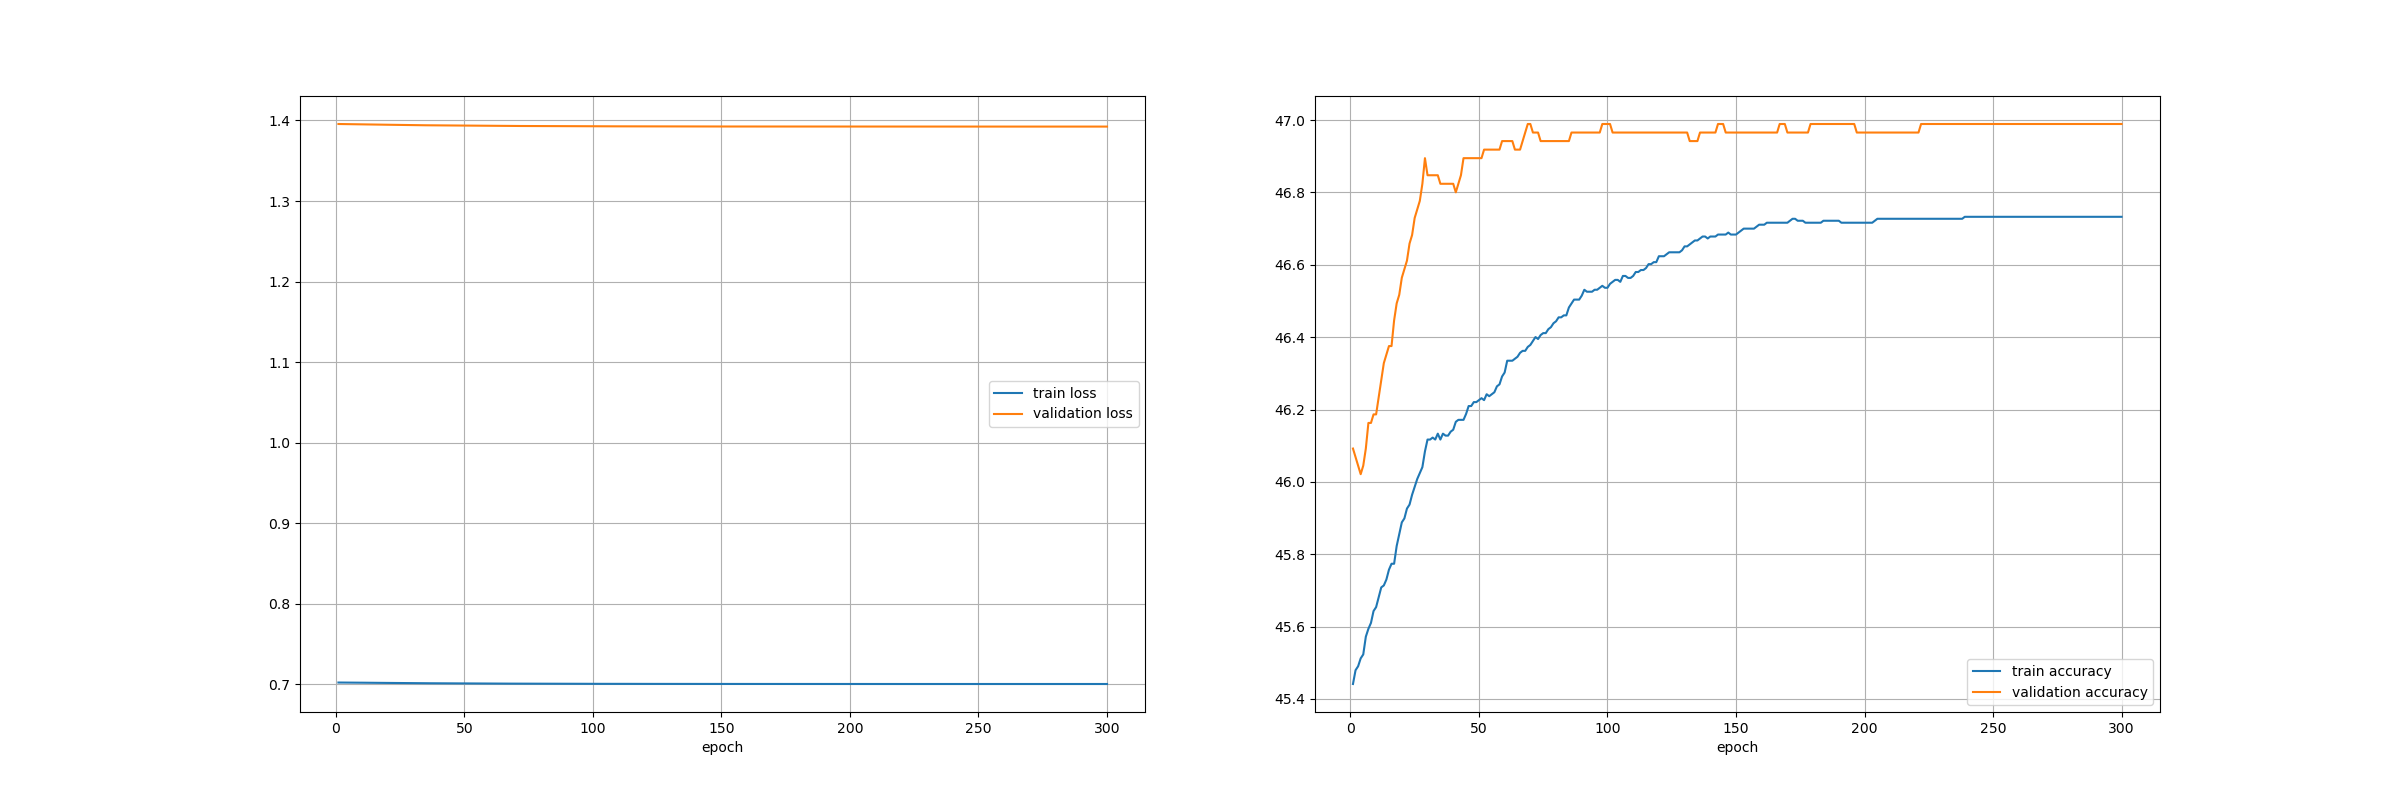 1.4
1.3
1.2
1.1
1.0
0.9
0.8
0.7
0 50 100 150 200 250 300
epoch
train loss
validation loss
47.0
46.8
46.6
46.4
46.2
46.0
45.8
45.6
45.4
0 50 100 150 200 250 300
epoch
train accuracy
validation accuracy